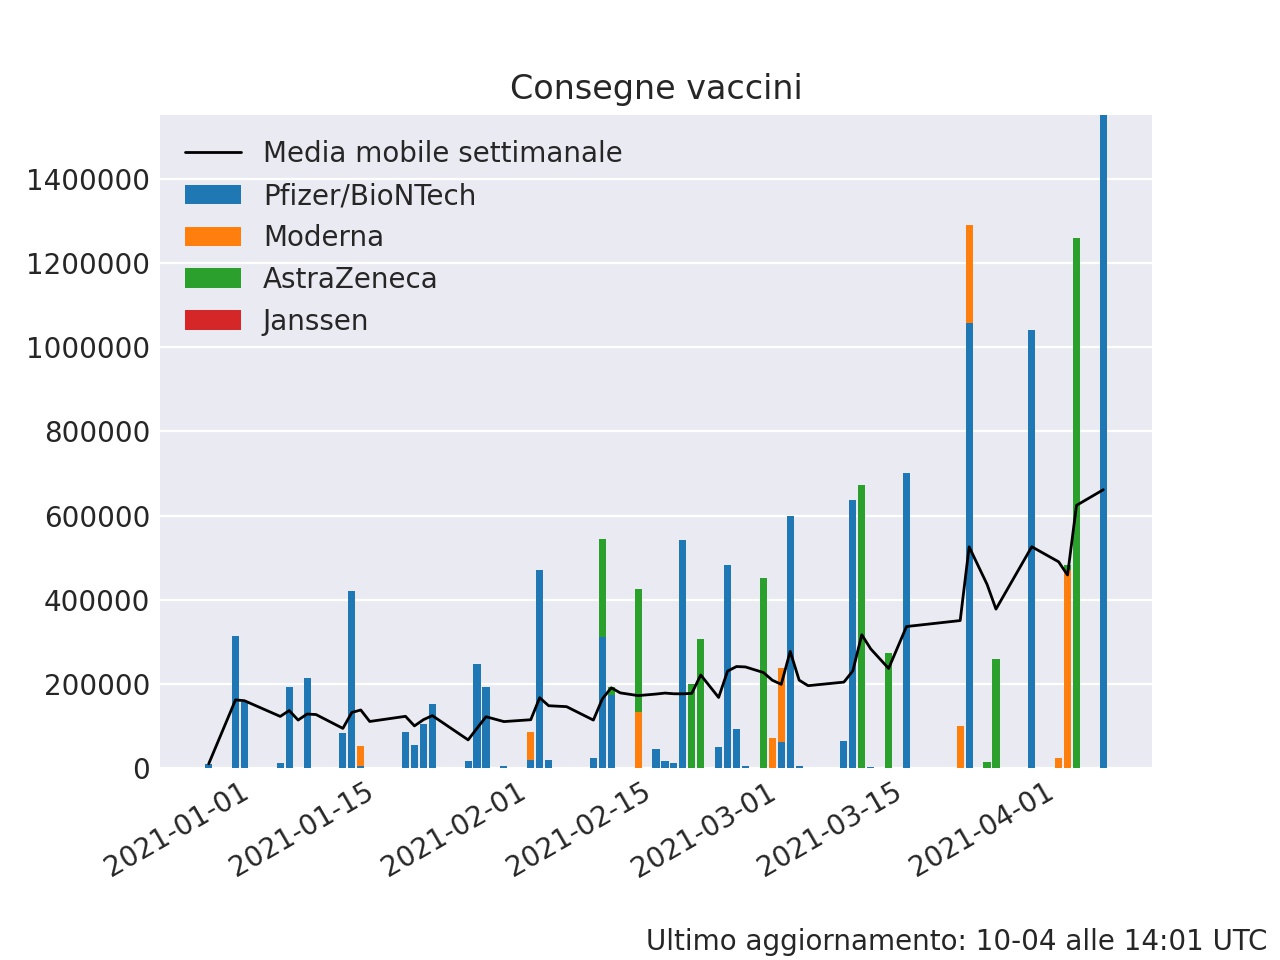 Consegne vaccini
Media mobile settimanale
Pfizer/BioNTech
Moderna
AstraZeneca
Janssen
1400000
1200000
1000000
800000
600000
400000
200000
0
2021-01-01
2021-01-15
2021-02-01
2021-02-15
2021-03-01
2021-03-15
2021-04-01
Ultimo aggiornamento: 10-04 alle 14:01 UTC